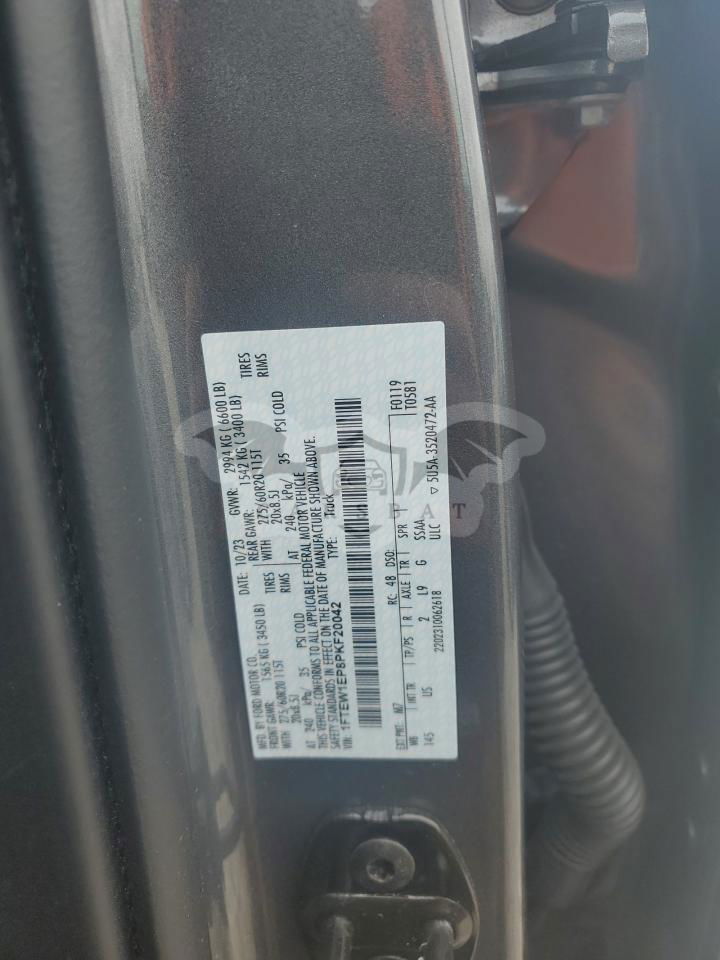 MFD. BY FORD MOTOR CO.
DATE: 10/23 GVWR: 2994 KG ( 6600 LB)
FRONT GAWR: 1565 KG ( 3450 LB) REAR GAWR: 1542 KG ( 3400 LB)
275/60R20 115T TIRES WITH 275/60R20 115T TIRES
20x8.5J RIMS 20x8.5J RIMS
AT 240 kPa/ 35 PSI COLD AT 240 kPa/ 35 PSI COLD
THIS VEHICLE CONFORMS TO ALL APPLICABLE FEDERAL MOTOR VEHICLE
SAFETY STANDARDS IN EFFECT ON THE DATE OF MANUFACTURE SHOWN ABOVE.
VIN: 1FTEW1EP8PKF20042 TYPE: Truck
F0119
EXT PNT: M7 RC: 48 DSO: T0581
WB INT TR TP/PS R AXLE TR SPR
145 US 2 L9 G SSAA
ULC
2202310062618 5U5A-3520472-AA